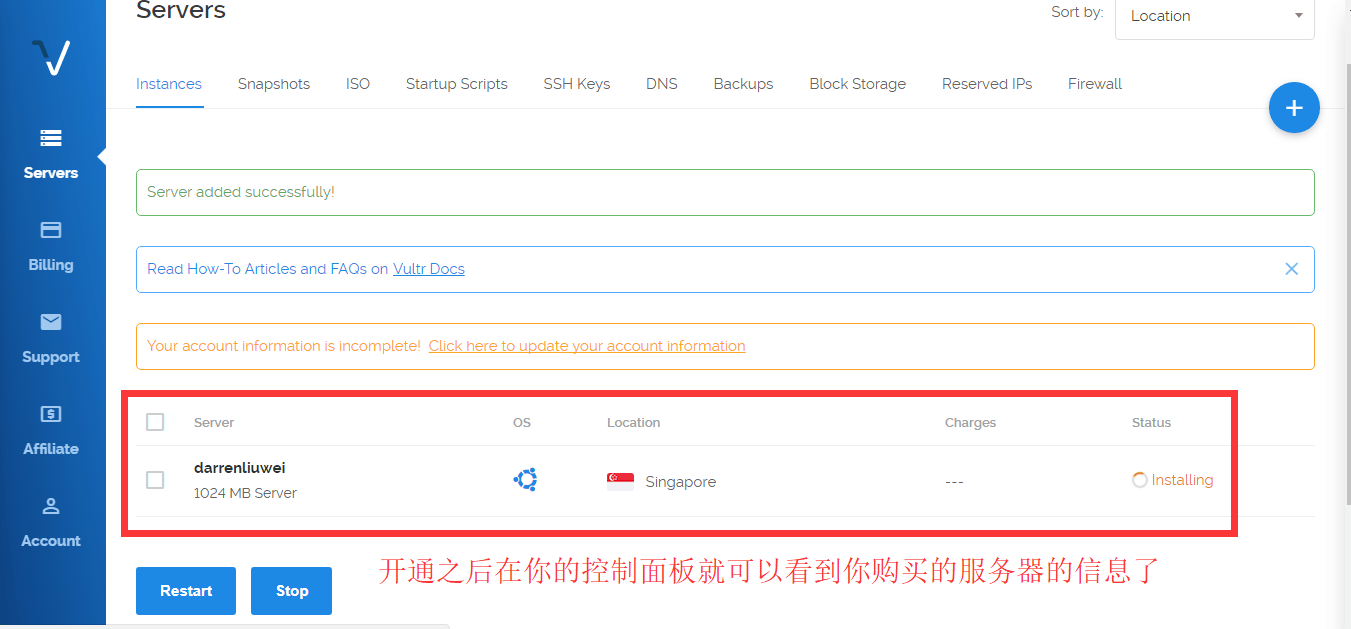 Servers
Sort by: Location
Instances Snapshots ISO Startup Scripts SSH Keys DNS Backups Block Storage Reserved IPs Firewall
Servers
Billing
Support
Affiliate
Account
Server added successfully!
Read How-To Articles and FAQs on Vultr Docs
Your account information is incomplete! Click here to update your account information
Server OS Location Charges Status
darrenliuwei
1024 MB Server
Singapore --- Installing
开通之后在你的控制面板就可以看到你购买的服务器的信息了
Restart Stop